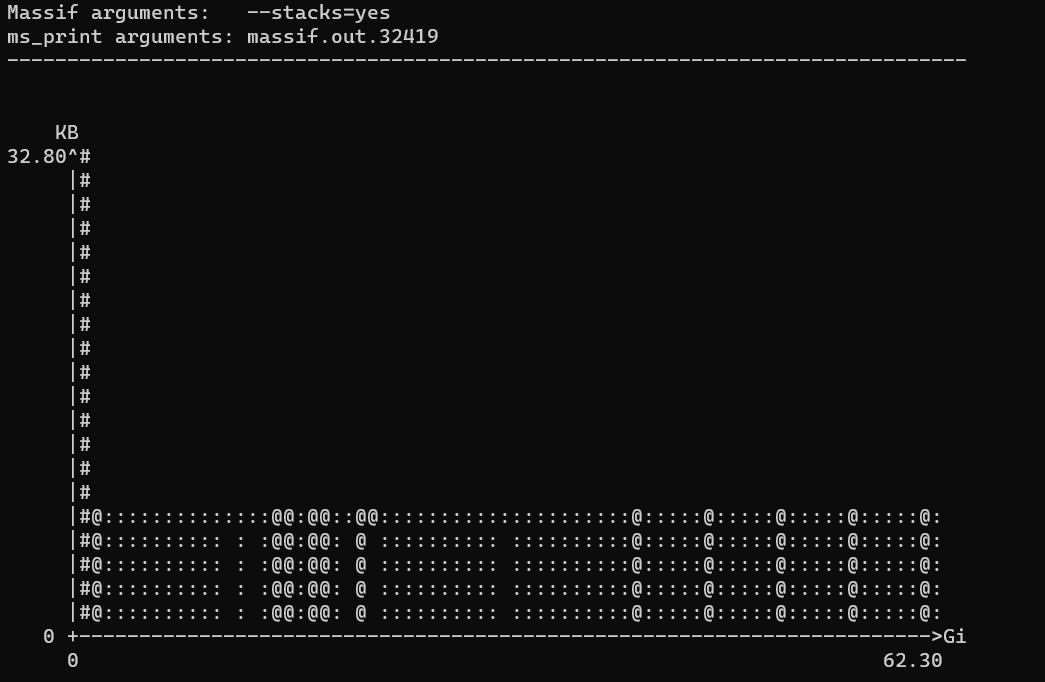 Massif arguments:   --stacks=yes
ms_print arguments: massif.out.32419
--------------------------------------------------------------------------------
    KB
32.80^#
     |#
     |#
     |#
     |#
     |#
     |#
     |#
     |#
     |#
     |#
     |#
     |#
     |#
     |#
     |#@::::::::::::::@@:@@::@@:::::::::::::::::::::@:::::@:::::@:::::@:::::@:
     |#@:::::::::: : :@@:@@: @ :::::::::: ::::::::::@:::::@:::::@:::::@:::::@:
     |#@:::::::::: : :@@:@@: @ :::::::::: ::::::::::@:::::@:::::@:::::@:::::@:
     |#@:::::::::: : :@@:@@: @ :::::::::: ::::::::::@:::::@:::::@:::::@:::::@:
     |#@:::::::::: : :@@:@@: @ :::::::::: ::::::::::@:::::@:::::@:::::@:::::@:
   0 +----------------------------------------------------------------------->Gi
     0                                                                   62.30